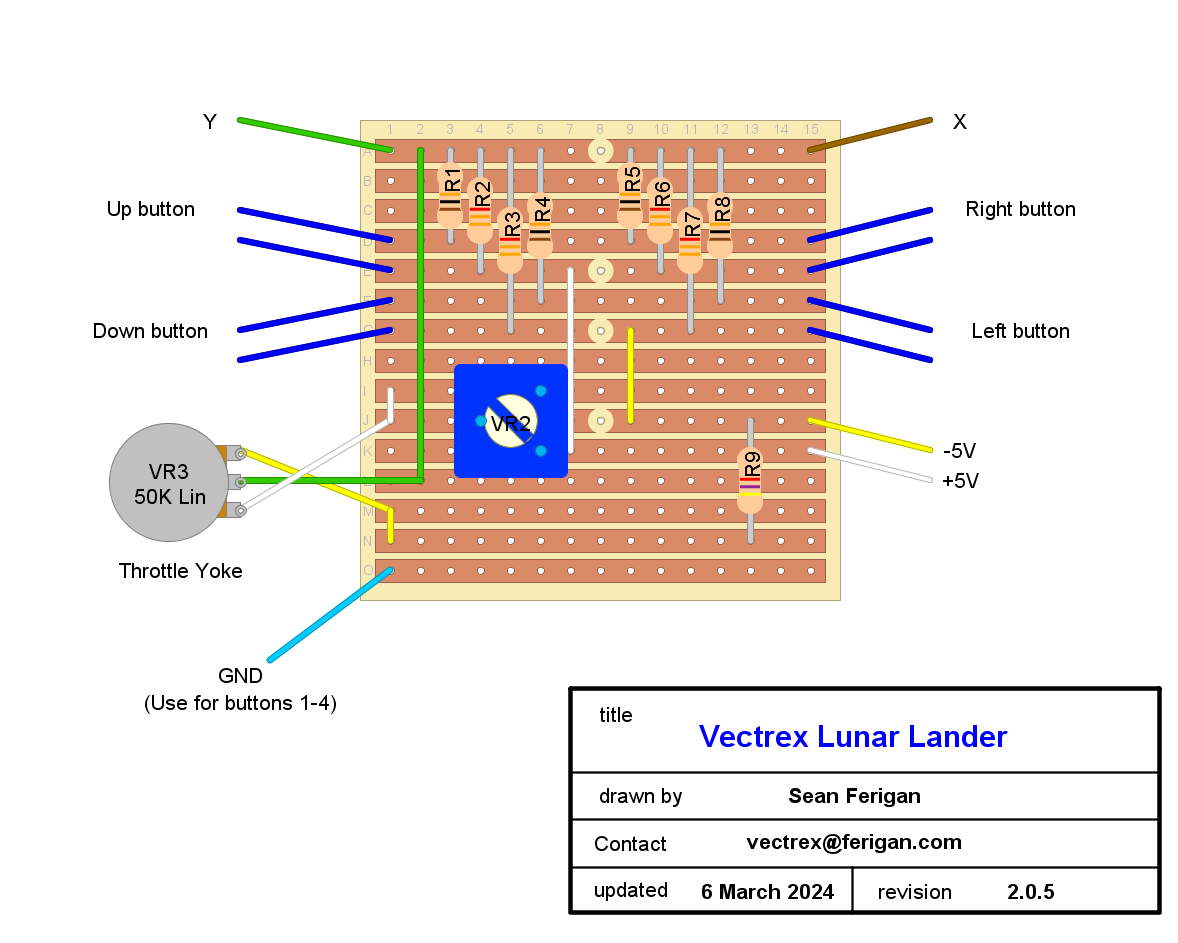 1 2 3 4 5 6 7 8 9 10 11 12 13 14 15
Y
X
A
B
C
D
E
F
G
H
I
J
K
L
M
N
O
R1
R2
R3
R4
R5
R6
R7
R8
Up button
Right button
Down button
Left button
VR2
-5V
+5V
R9
VR3
50K Lin
Throttle Yoke
GND
(Use for buttons 1-4)
title
Vectrex Lunar Lander
drawn by Sean Ferigan
Contact vectrex@ferigan.com
updated 6 March 2024 revision 2.0.5